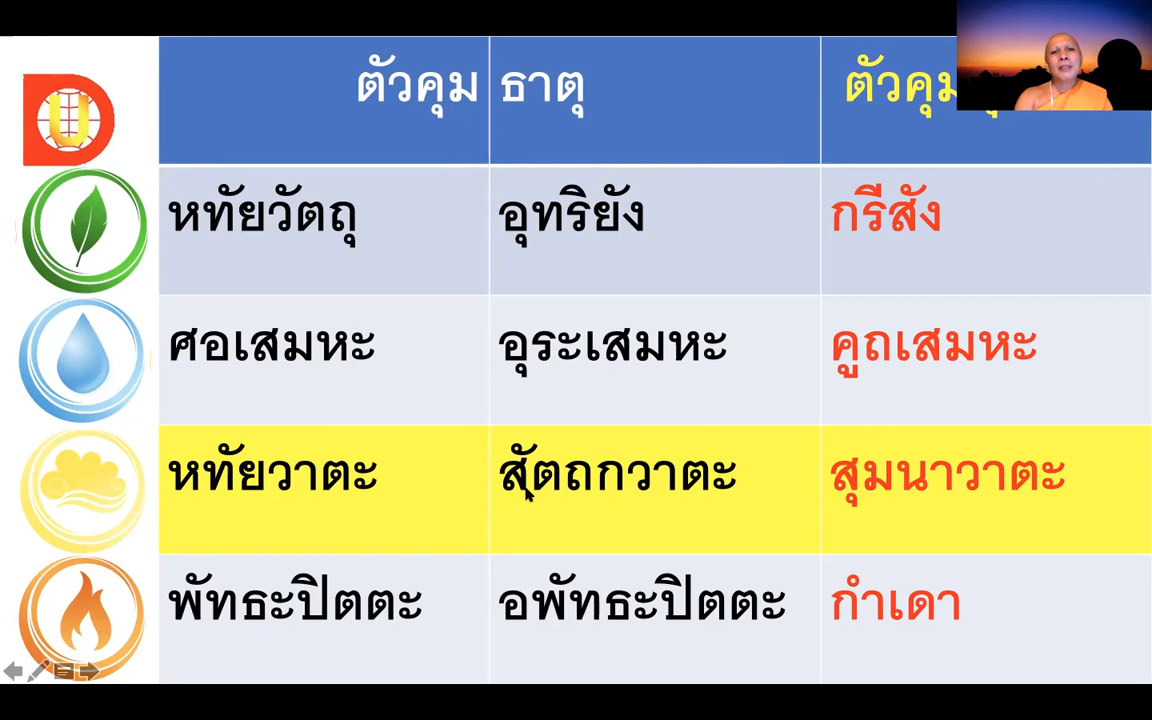 ตัวคุม ธาตุ ตัวคุม
หทัยวัตถุ อุทริยัง กรีสัง
ศอเสมหะ อุระเสมหะ คูถเสมหะ
หทัยวาตะ สัตถกวาตะ สุมนาวาตะ
พัทธะปิตตะ อพัทธะปิตตะ กำเดา